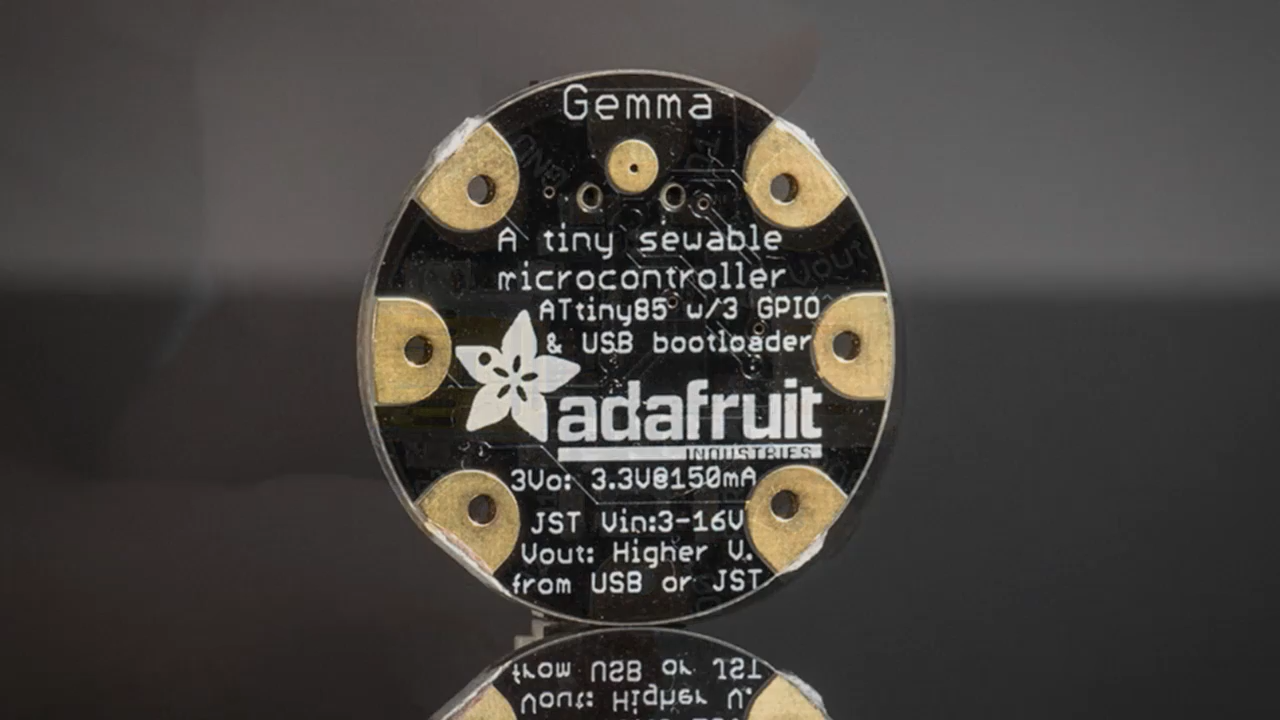 Gemma
A tiny sewable
microcontroller
ATtiny85 w/3 GPIO
& USB bootloader
adafruit
INDUSTRIES
3Vo: 3.3V@150mA
JST Vin:3-16V
Vout: Higher V.
from USB or JST
Vout